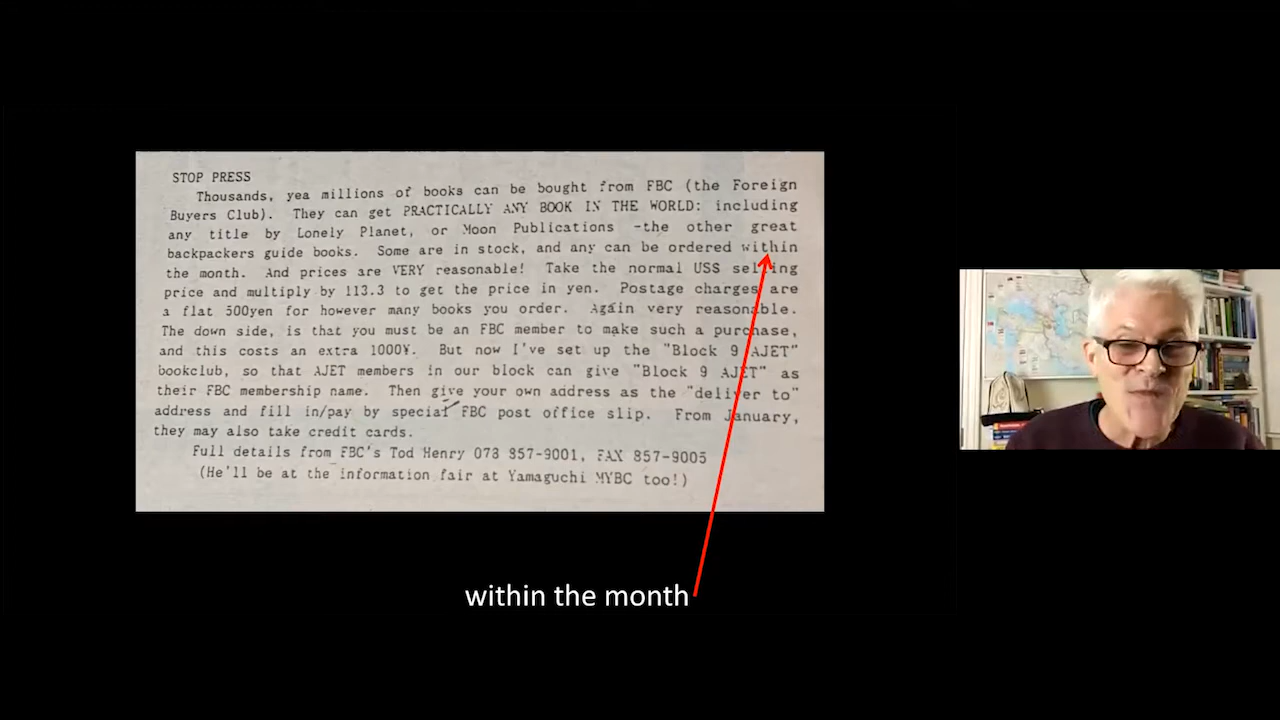 STOP PRESS
Thousands, yea millions of books can be bought from FBC (the Foreign
Buyers Club). They can get PRACTICALLY ANY BOOK IN THE WORLD: including
any title by Lonely Planet, or Moon Publications -the other great
backpackers guide books. Some are in stock, and any can be ordered within
the month. And prices are VERY reasonable! Take the normal USS selling
price and multiply by 113.3 to get the price in yen. Postage charges are
a flat 500yen for however many books you order. Again very reasonable.
The down side, is that you must be an FBC member to make such a purchase,
and this costs an extra 1000¥. But now I've set up the "Block 9 AJET"
bookclub, so that AJET members in our block can give "Block 9 AJET" as
their FBC membership name. Then give your own address as the "deliver to"
address and fill in/pay by special FBC post office slip. From January,
they may also take credit cards.
Full details from FBC's Tod Henry 078 857-9001, FAX 857-9005
(He'll be at the information fair at Yamaguchi MYBC too!)
within the month